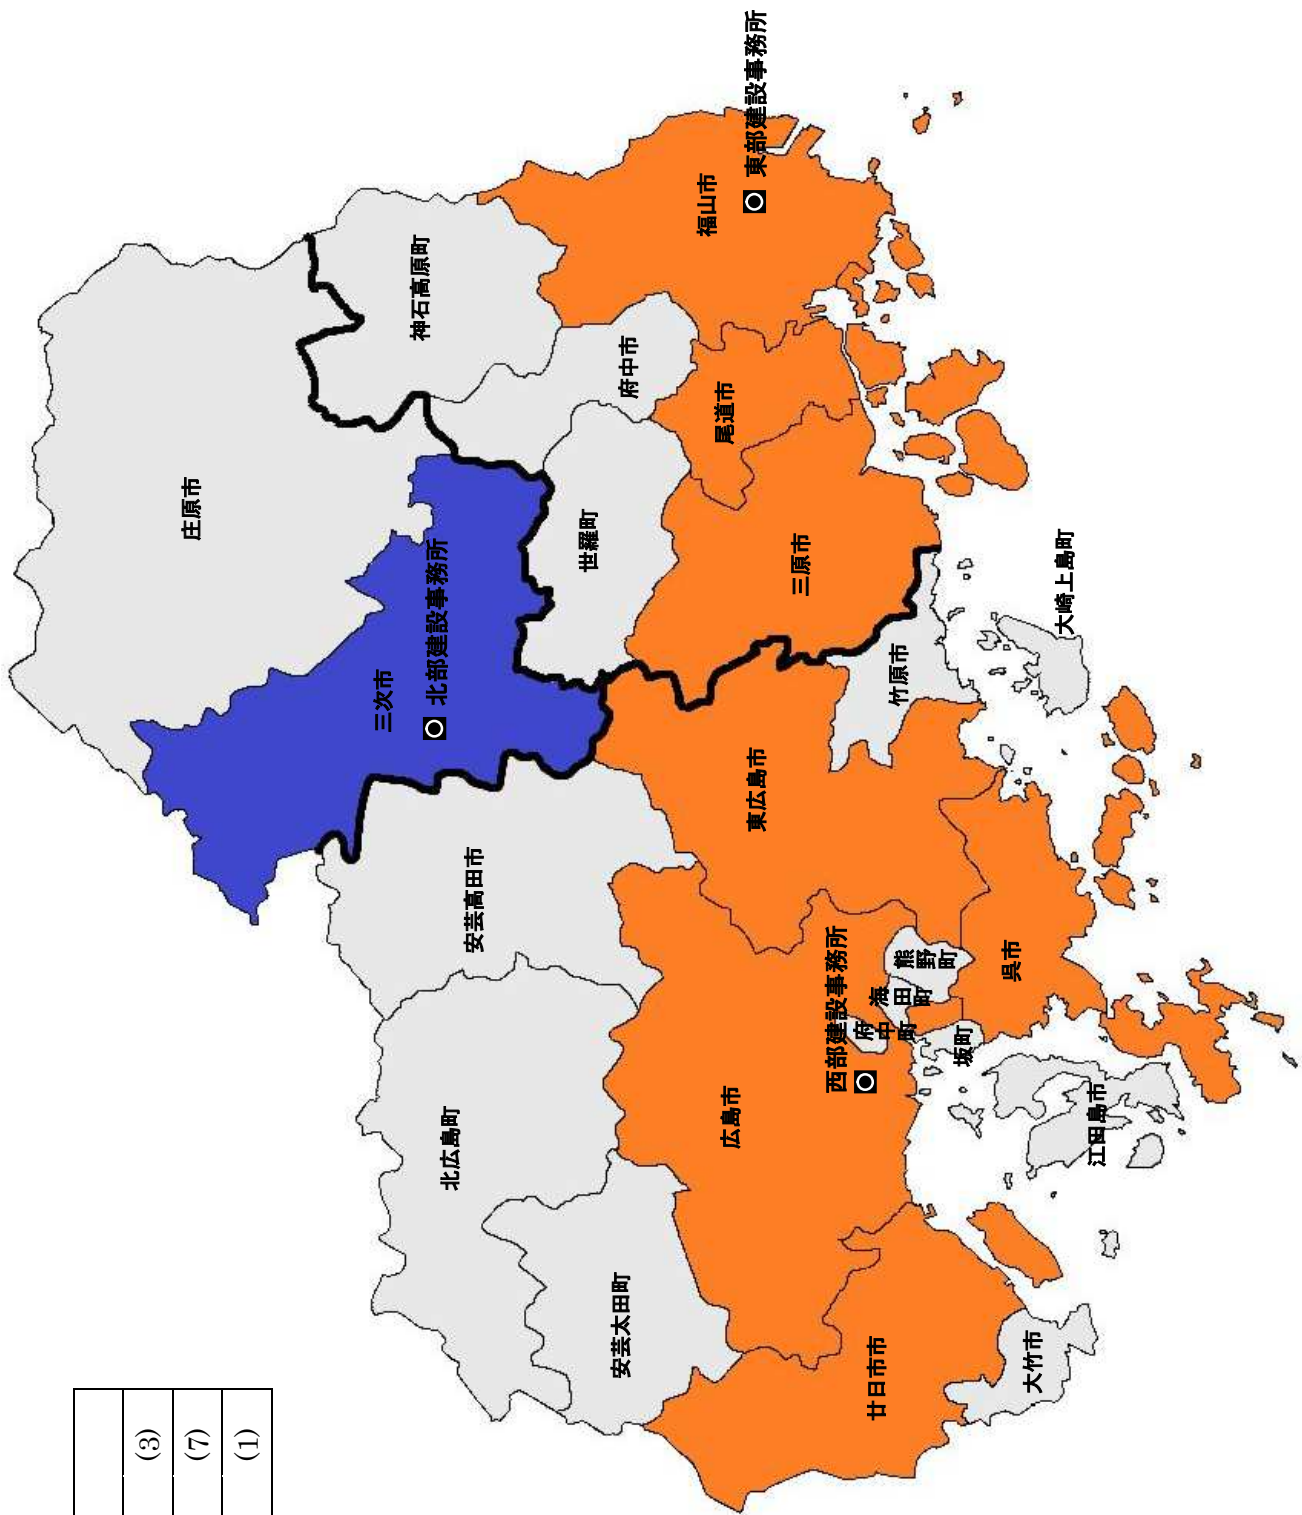 (3)
(7)
(1)
庄原市
三次市
北部建設事務所
神石高原町
府中市
世羅町
福山市
東部建設事務所
尾道市
三原市
安芸高田市
北広島町
安芸太田町
東広島市
竹原市
大崎上島町
広島市
西部建設事務所
府中町
海田町
熊野町
坂町
呉市
江田島市
廿日市市
大竹市